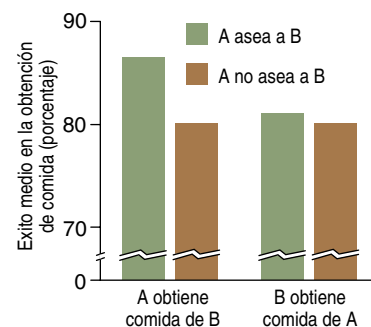 Exito medio en la obtención
de comida (porcentaje)
90
80
70
0
A asea a B
A no asea a B
A obtiene
comida de B
B obtiene
comida de A